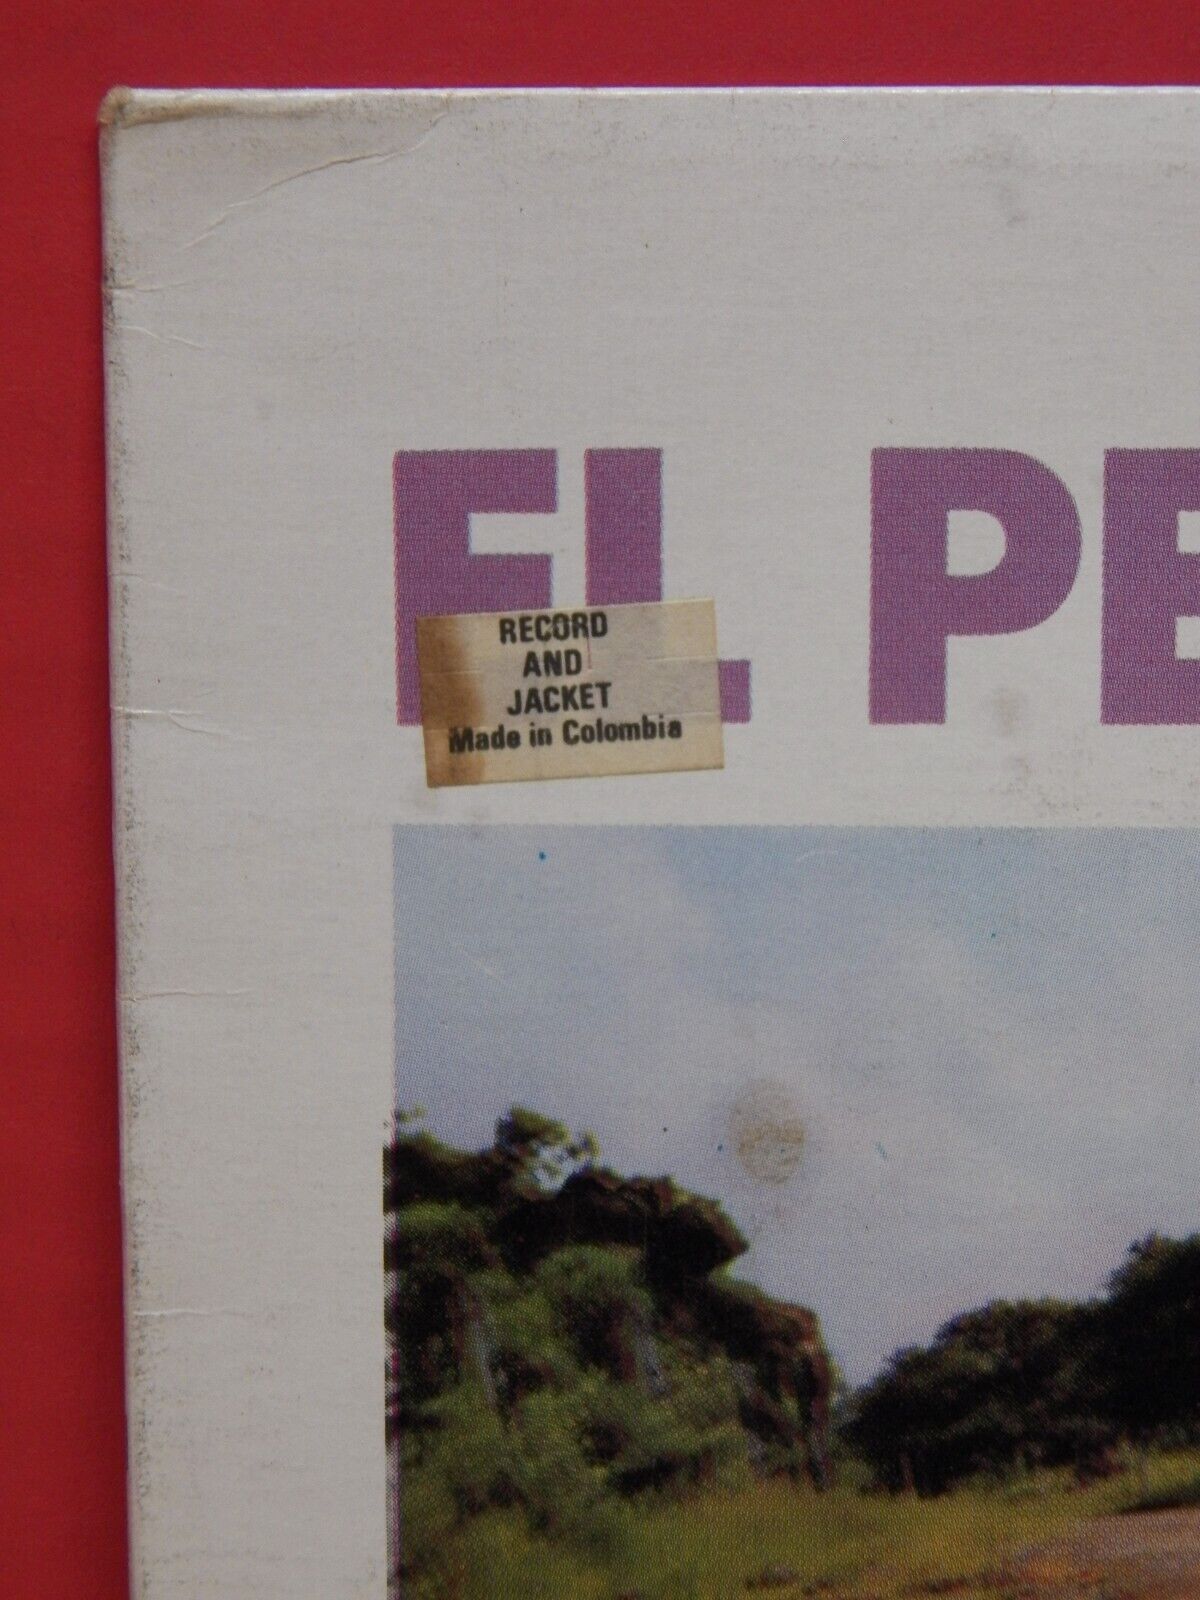 EL PE
RECORD
AND
JACKET
Made in Colombia